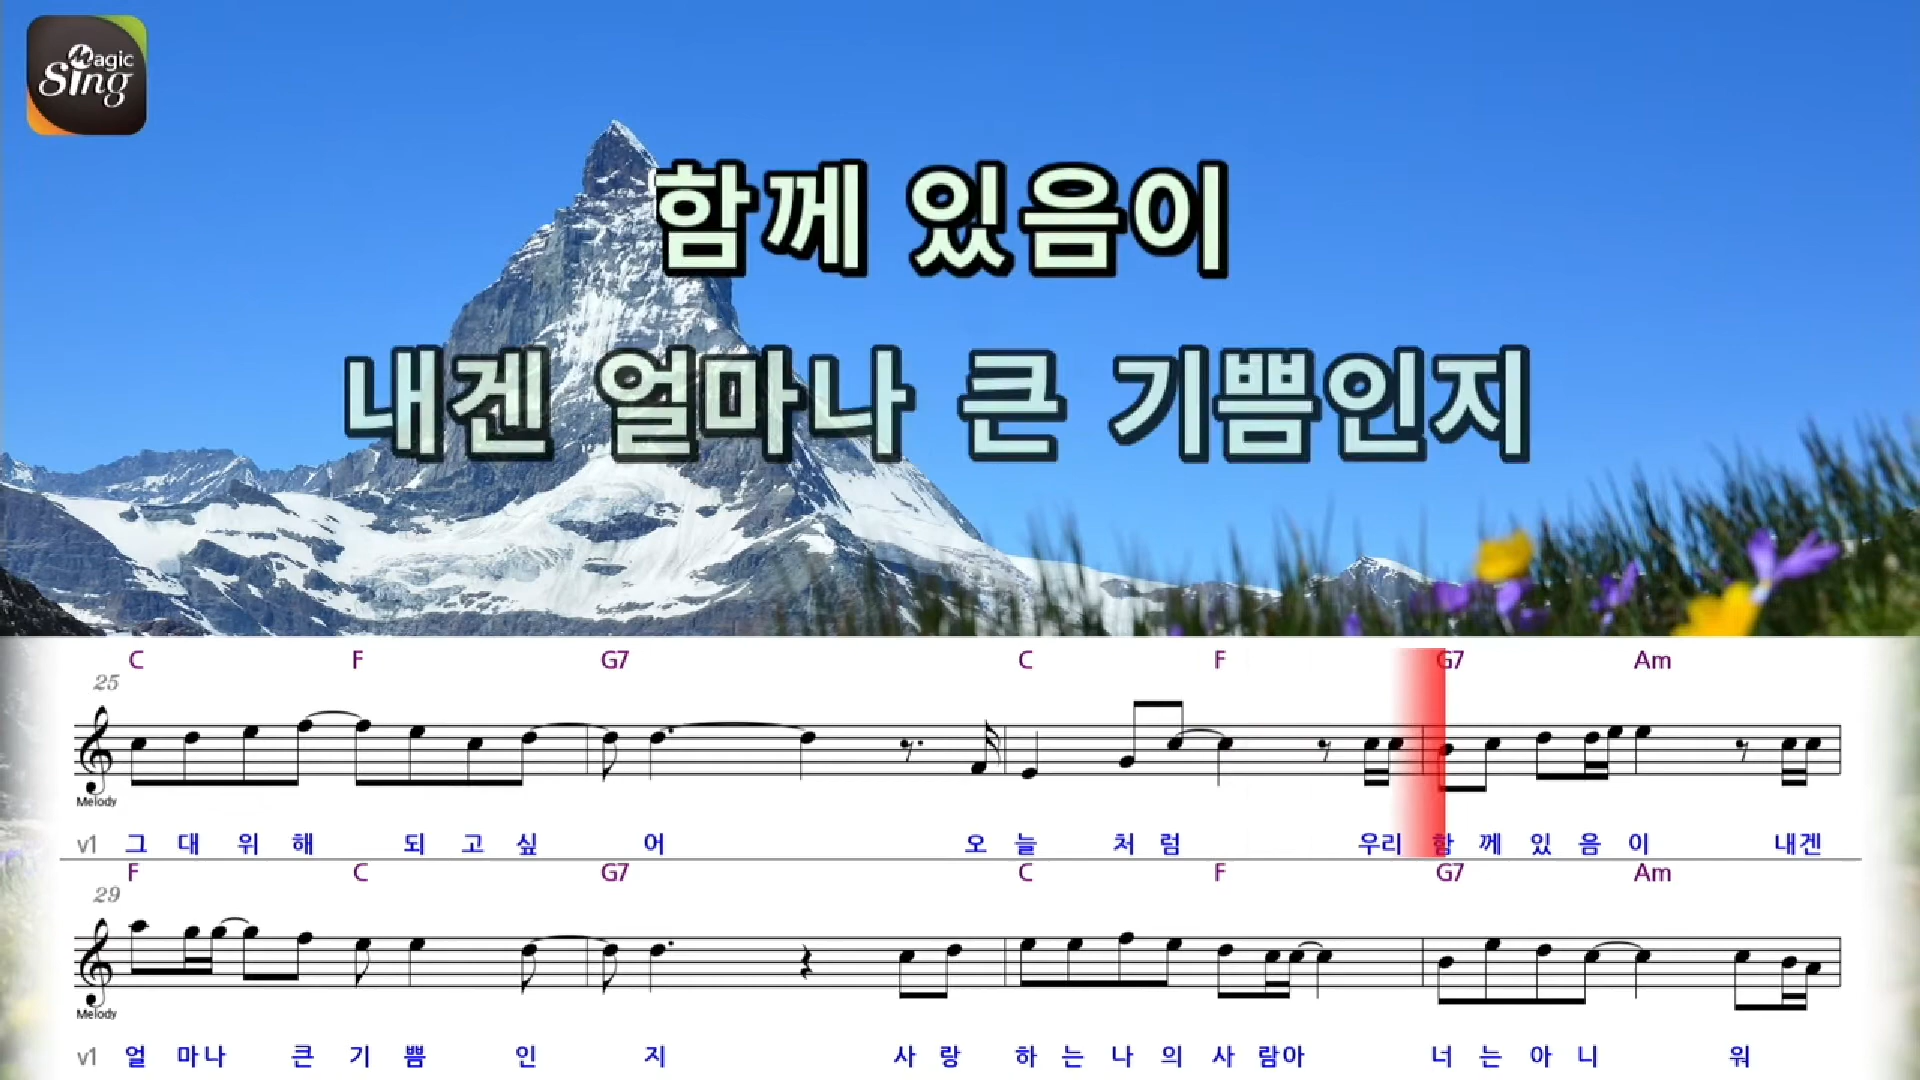 Magic
Sing
함께 있음이
내겐 얼마나 큰 기쁨인지
C F G7 C F G7 Am
25
Melody
v1 그 대 위 해 되 고 싶 어 오 늘 처 럼 우리 함 께 있 음 이 내겐
F C G7 C F G7 Am
29
Melody
v1 얼 마나 큰 기 쁨 인 지 사 랑 하 는 나 의 사 람아 너 는 아 니 워